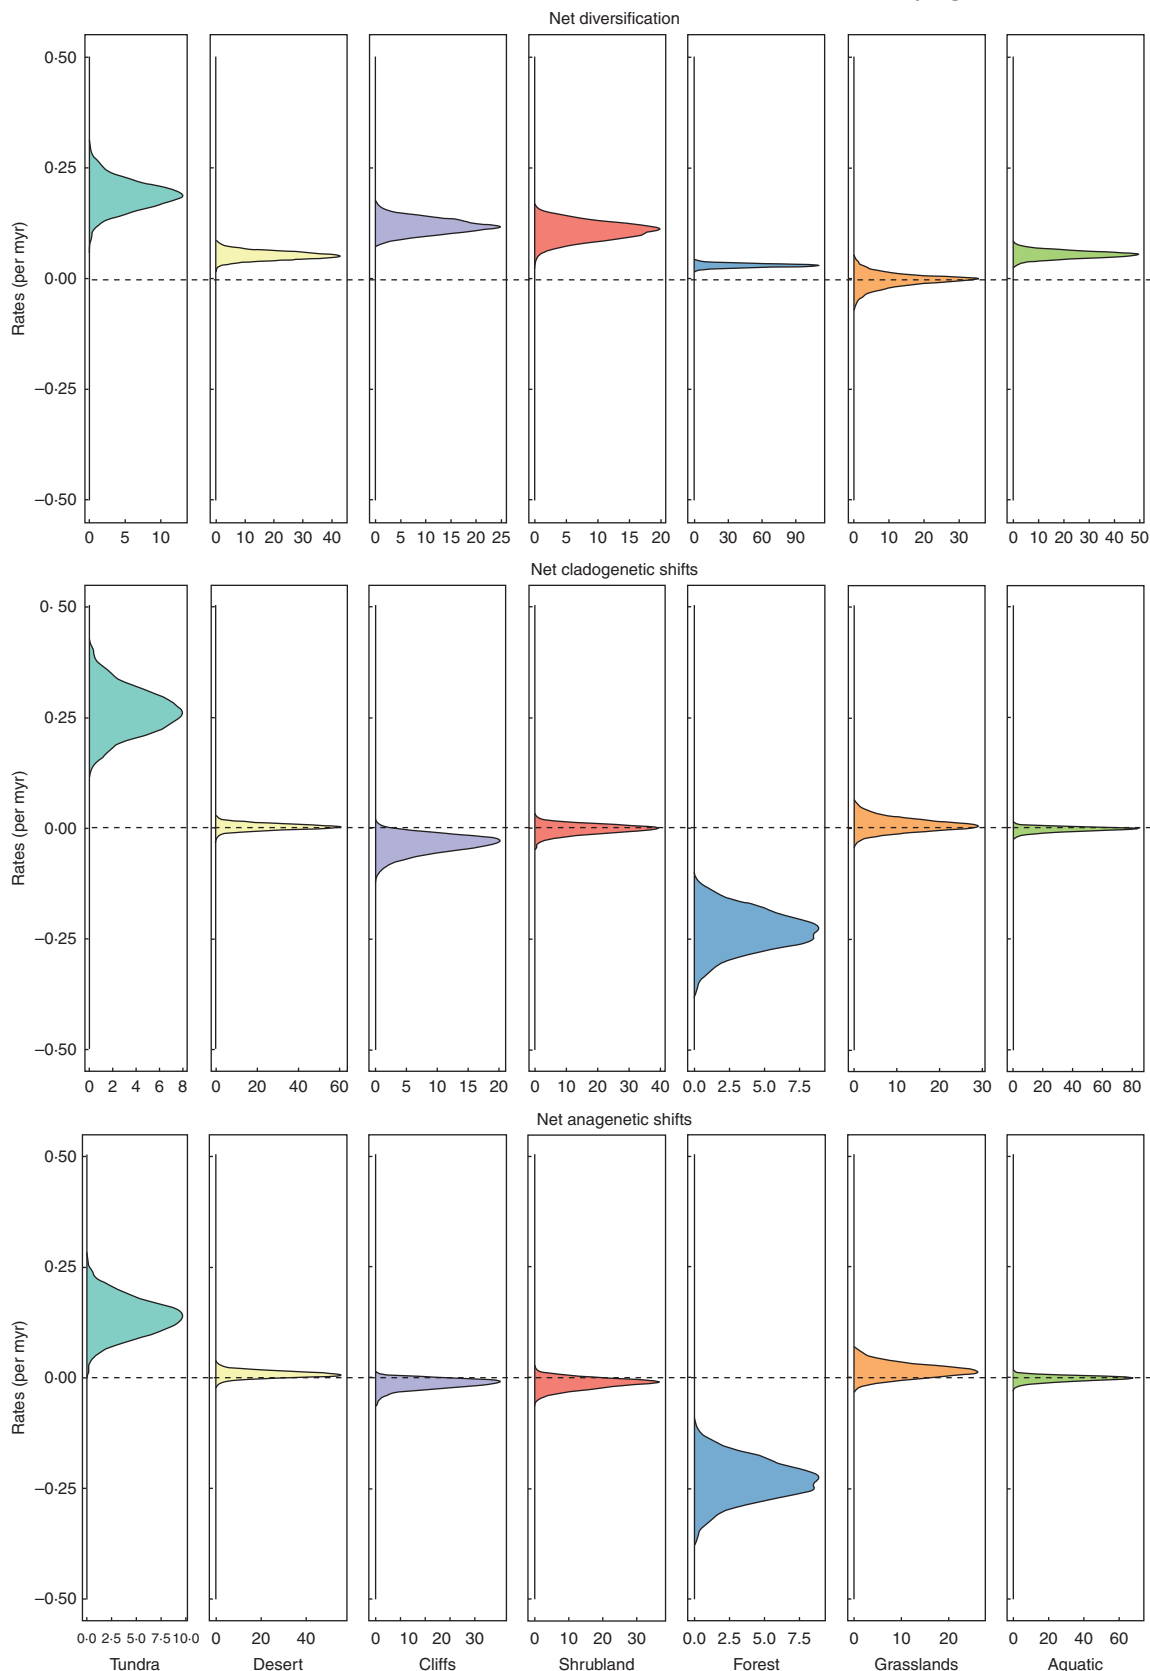 Net diversification
0·50
0·25
0·00
−0·25
−0·50
Rates (per myr)
0 5 10 0 10 20 30 40 0 5 10 15 20 25 0 5 10 15 20 0 30 60 90 0 10 20 30 0 10 20 30 40 50
Net cladogenetic shifts
0· 50
0·25
0·00
−0·25
−0·50
Rates (per myr)
0 2 4 6 8 0 20 40 60 0 5 10 15 20 0 10 20 30 40 0.0 2.5 5.0 7.5 0 10 20 30 0 20 40 60 80
Net anagenetic shifts
0·50
0·25
0·00
−0·25
−0·50
Rates (per myr)
0·0 2·5 5·0 7·5 10·0 0 20 40 0 10 20 30 0 10 20 30 0.0 2.5 5.0 7.5 0 10 20 0 20 40 60
Tundra Desert Cliffs Shrubland Forest Grasslands Aquatic